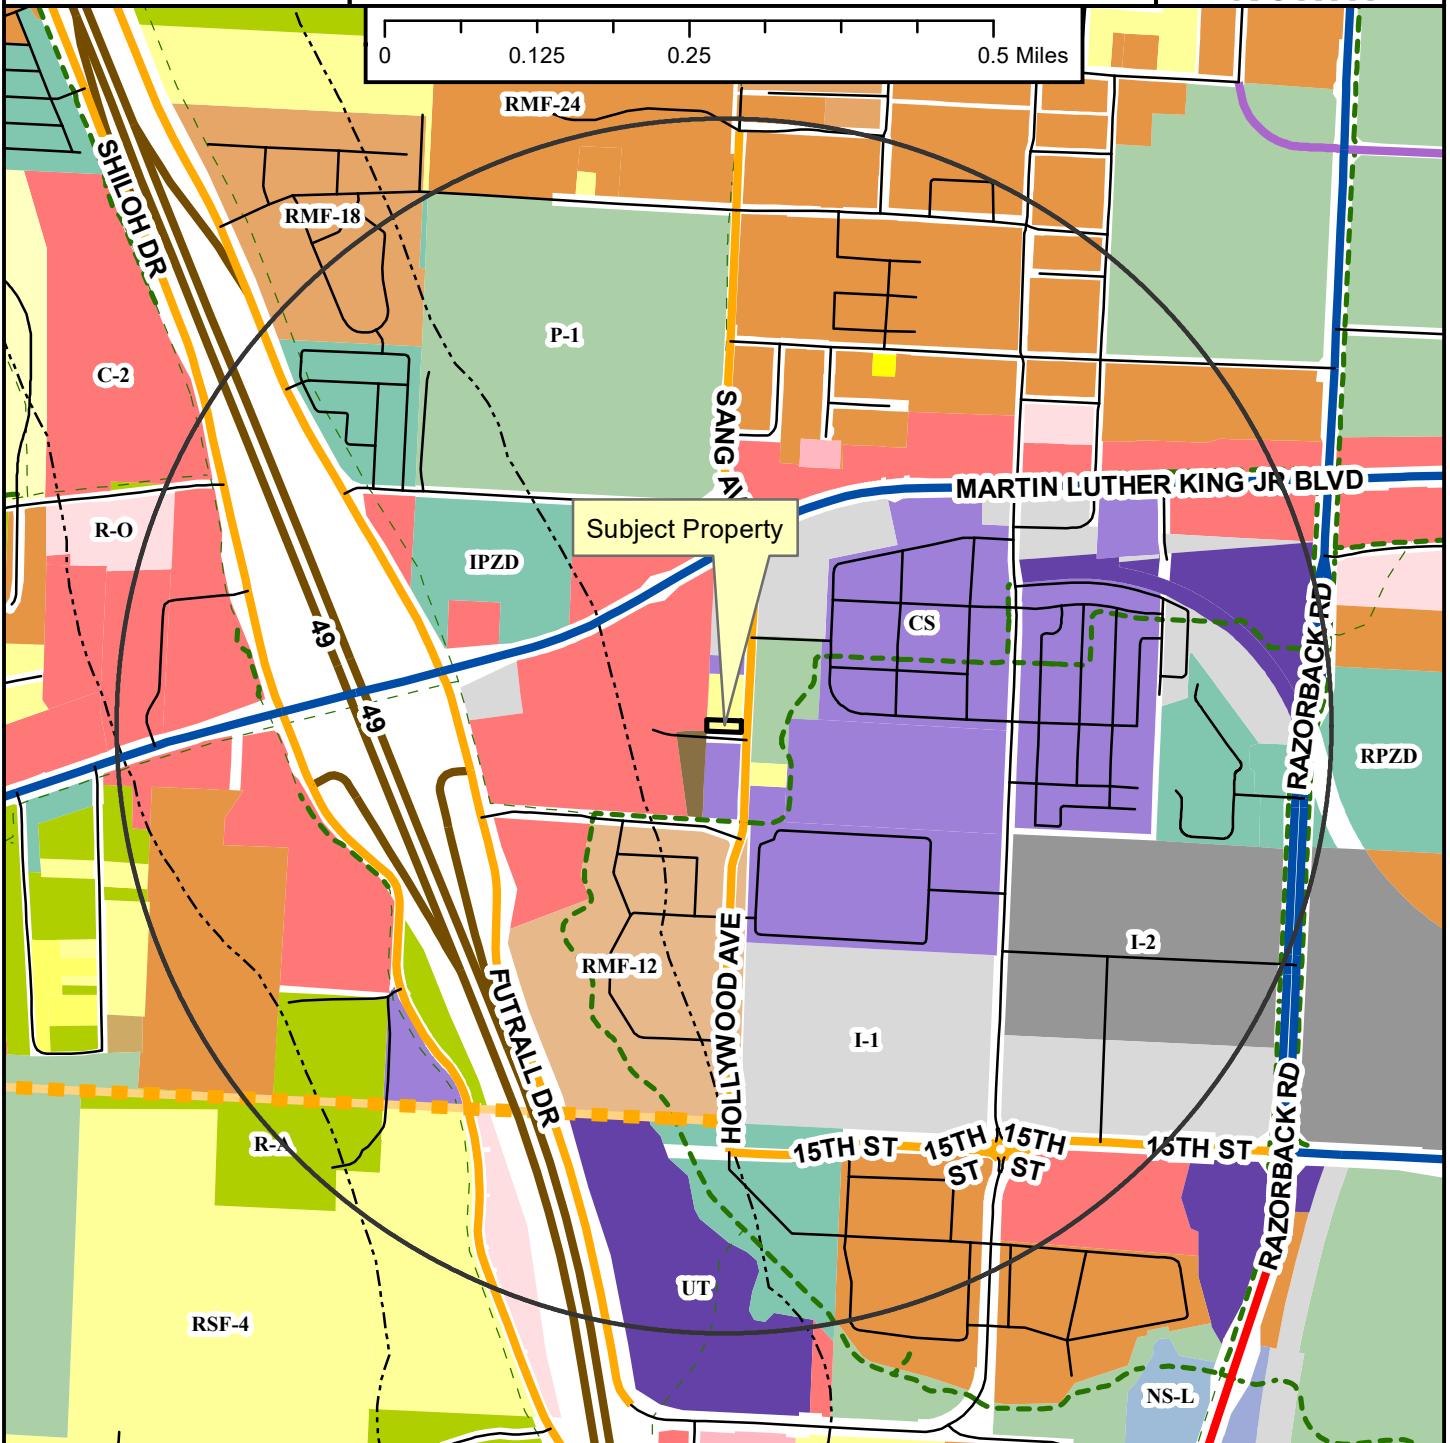 0 0.125 0.25 0.5 Miles
RMF-24
SHILOH DR
RMF-18
P-1
C-2
SANG AV
MARTIN LUTHER KING JR BLVD
Subject Property
R-O
IPZD
CS
49
RAZORBACK RD
49
RPZD
I-2
RMF-12
HOLLYWOOD AVE
FUTRALL DR
I-1
R-A
15TH ST
15TH ST
15TH ST
15TH ST
RAZORBACK RD
UT
RSF-4
NS-L